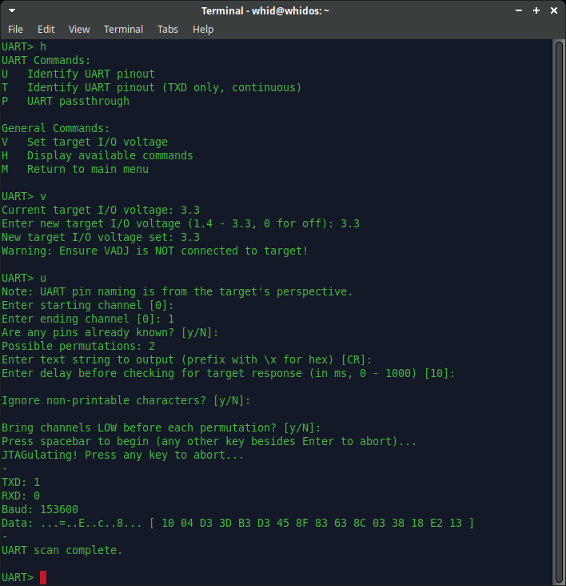 Terminal - whid@whidos: ~
File Edit View Terminal Tabs Help
UART> h
UART Commands:
U   Identify UART pinout
T   Identify UART pinout (TXD only, continuous)
P   UART passthrough

General Commands:
V   Set target I/O voltage
H   Display available commands
M   Return to main menu

UART> v
Current target I/O voltage: 3.3
Enter new target I/O voltage (1.4 - 3.3, 0 for off): 3.3
New target I/O voltage set: 3.3
Warning: Ensure VADJ is NOT connected to target!

UART> u
Note: UART pin naming is from the target's perspective.
Enter starting channel [0]:
Enter ending channel [0]: 1
Are any pins already known? [y/N]:
Possible permutations: 2
Enter text string to output (prefix with \x for hex) [CR]:
Enter delay before checking for target response (in ms, 0 - 1000) [10]:

Ignore non-printable characters? [y/N]:

Bring channels LOW before each permutation? [y/N]:
Press spacebar to begin (any other key besides Enter to abort)...
JTAGulating! Press any key to abort...
-
TXD: 1
RXD: 0
Baud: 153600
Data: ...=..E..c..8... [ 10 04 D3 3D B3 D3 45 8F 83 63 8C 03 38 18 E2 13 ]
-
UART scan complete.

UART>